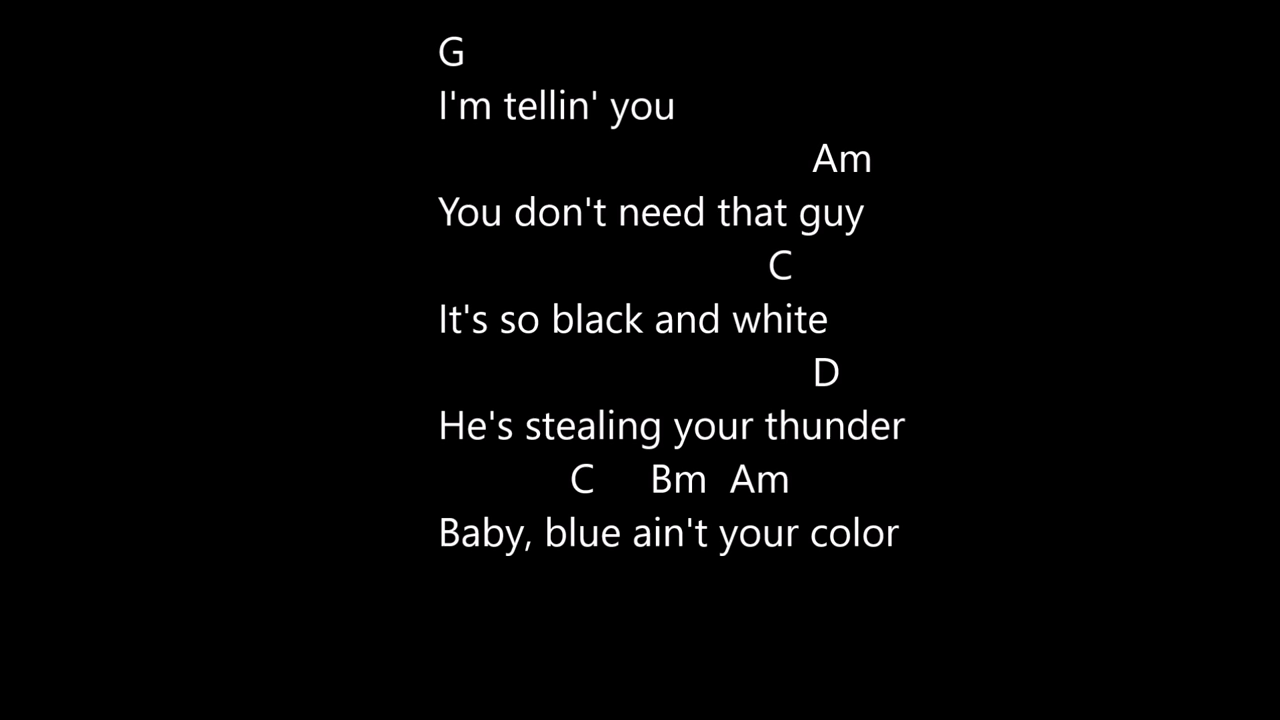 G
I'm tellin' you
Am
You don't need that guy
C
It's so black and white
D
He's stealing your thunder
C Bm Am
Baby, blue ain't your color